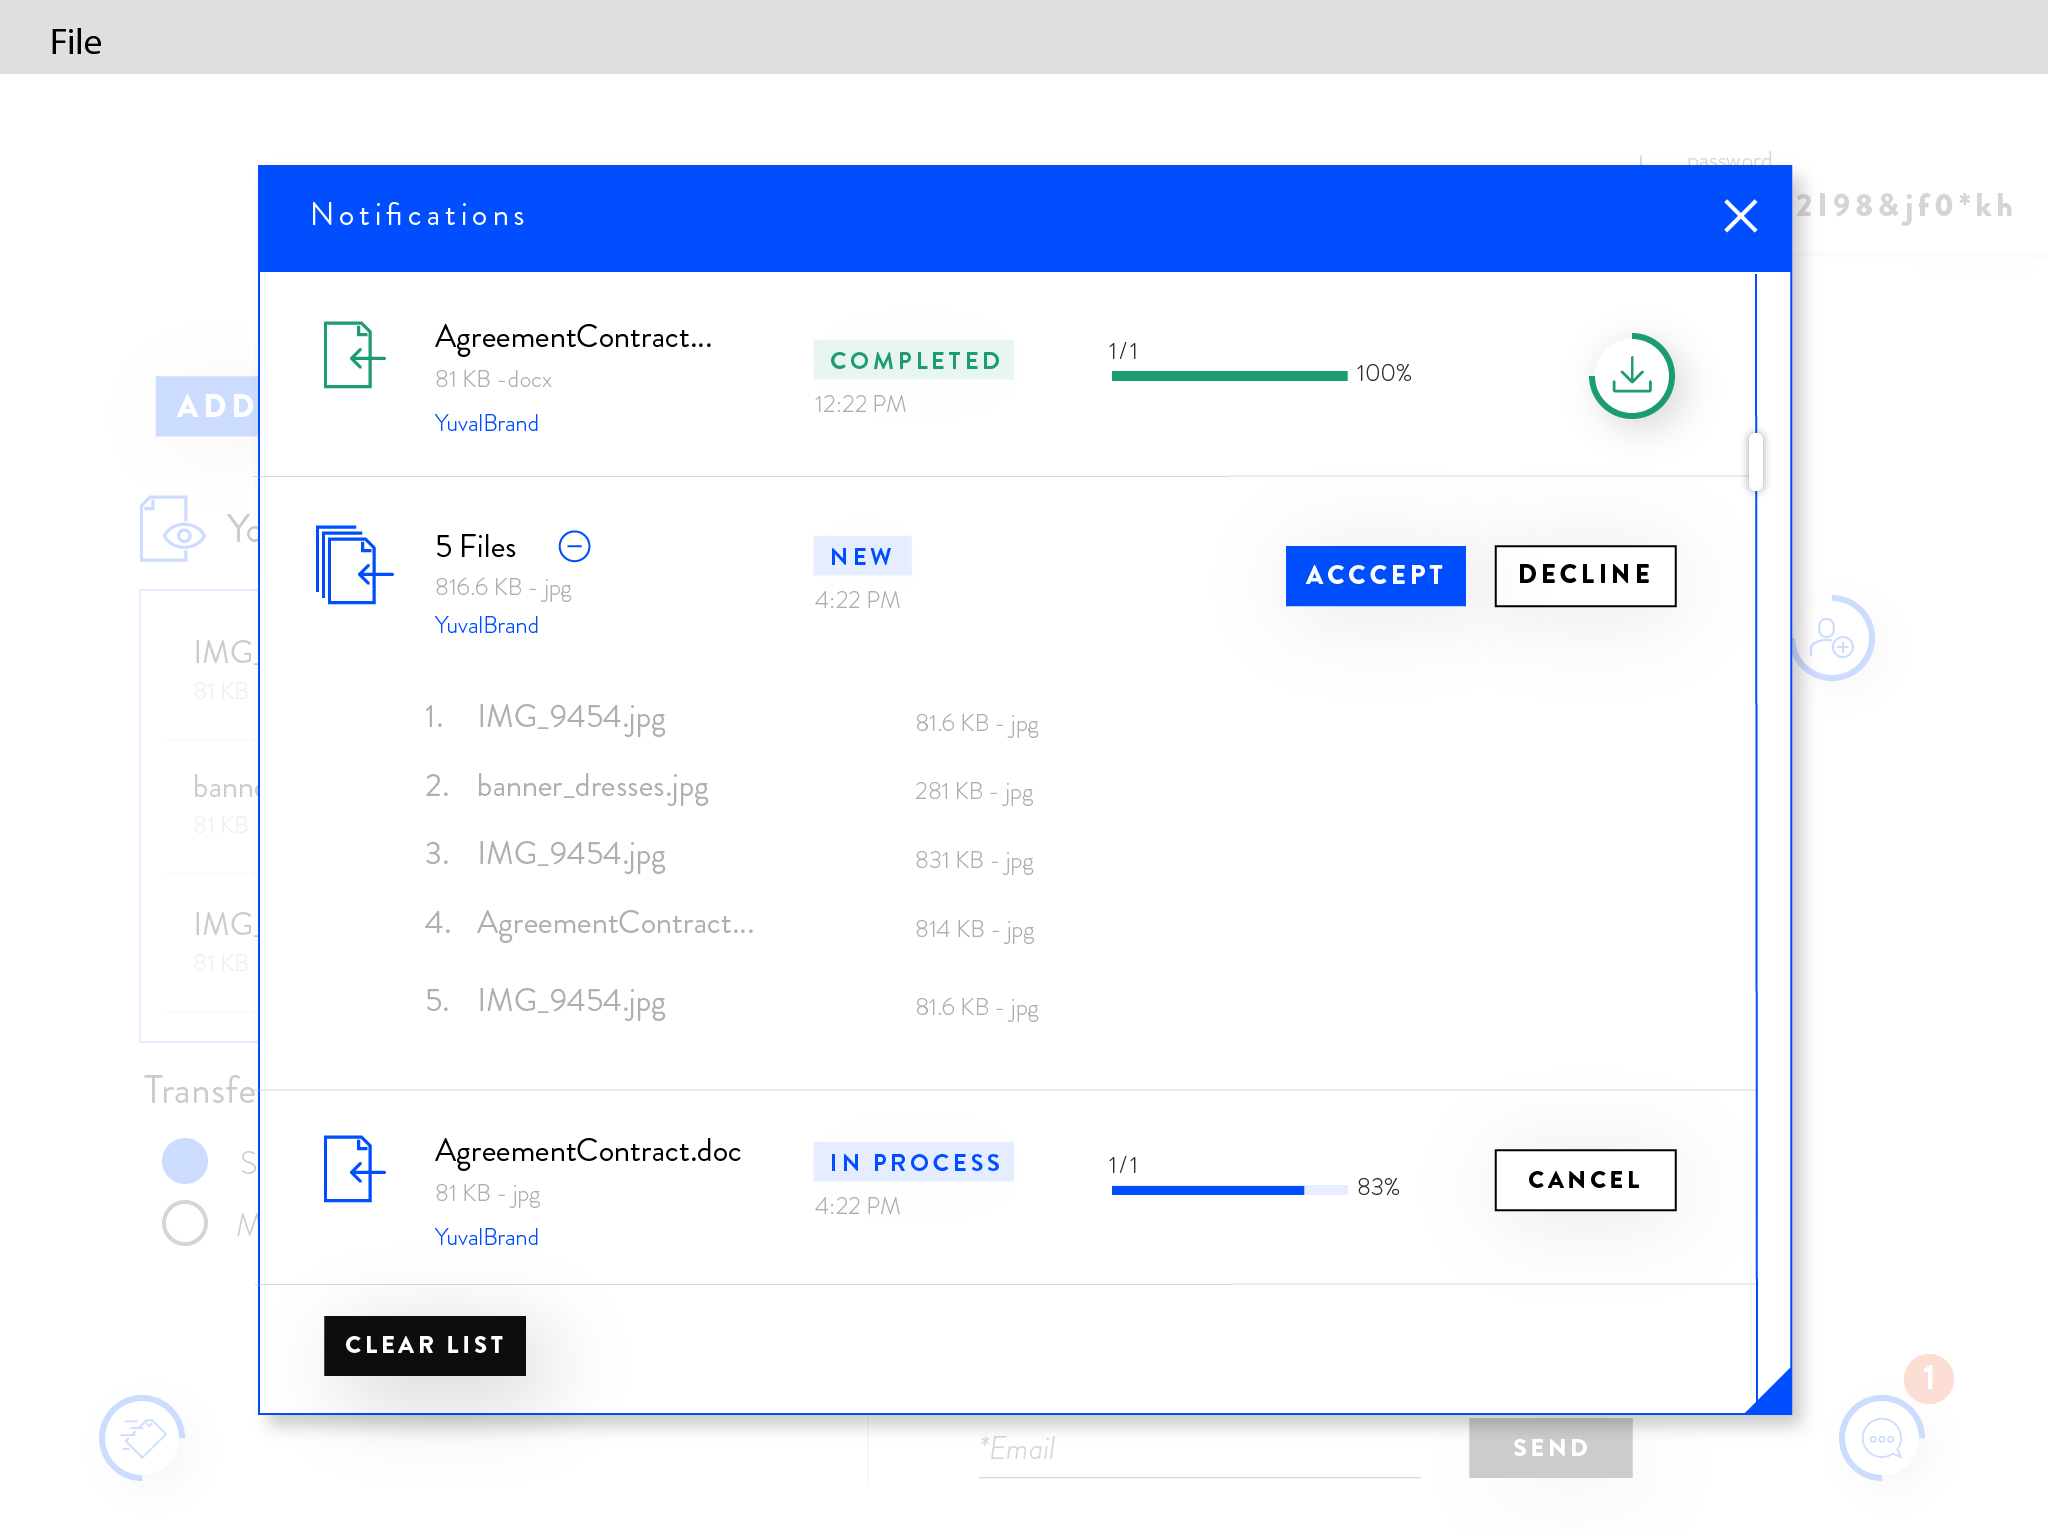 File
password
2l98&jf0*kh
Notifications
AgreementContract...
81 KB -docx
YuvalBrand
COMPLETED
12:22 PM
1/1
100%
ADD
5 Files
816.6 KB - jpg
YuvalBrand
NEW
4:22 PM
ACCCEPT
DECLINE
1. IMG_9454.jpg 81.6 KB - jpg
2. banner_dresses.jpg 281 KB - jpg
3. IMG_9454.jpg 831 KB - jpg
4. AgreementContract... 814 KB - jpg
5. IMG_9454.jpg 81.6 KB - jpg
IMG_
81 KB
81 KB
IMG_
81 KB
AgreementContract.doc
81 KB - jpg
YuvalBrand
IN PROCESS
4:22 PM
1/1
83%
CANCEL
CLEAR LIST
*Email
SEND
1